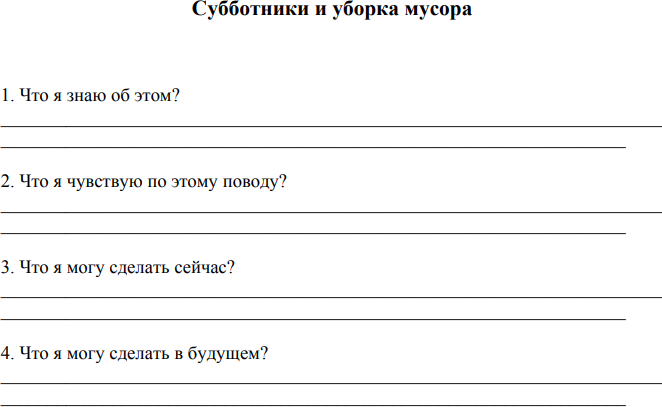 Субботники и уборка мусора
1. Что я знаю об этом?
2. Что я чувствую по этому поводу?
3. Что я могу сделать сейчас?
4. Что я могу сделать в будущем?